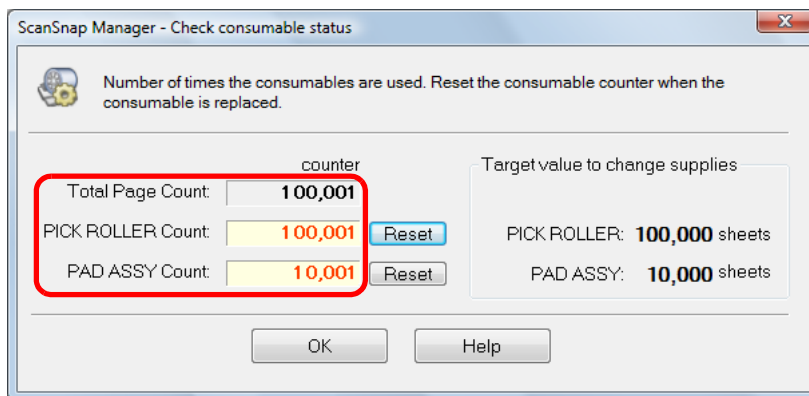 ScanSnap Manager - Check consumable status
Number of times the consumables are used. Reset the consumable counter when the
consumable is replaced.
counter
Target value to change supplies
Total Page Count: 100,001
PICK ROLLER Count: 100,001 Reset
PICK ROLLER: 100,000 sheets
PAD ASSY Count: 10,001 Reset
PAD ASSY: 10,000 sheets
OK
Help